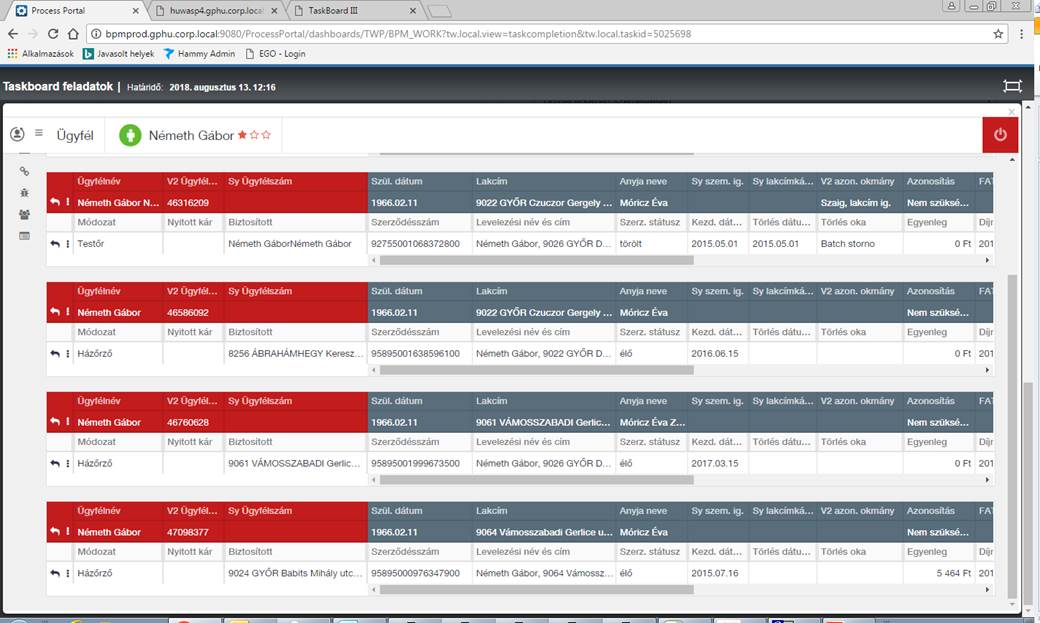 Process Portal huwasp4.gphu.corp.local: TaskBoard III
bpmprod.gphu.corp.local:9080/ProcessPortal/dashboards/TWP/BPM_WORK?tw.local.view=taskcompletion&tw.local.taskid=5025698
Alkalmazások Javasolt helyek Hammy Admin EGO - Login
Taskboard feladatok | Határidő: 2018. augusztus 13. 12:16
Ügyfél Németh Gábor
Ügyfélnév V2 Ügyfél... Sy Ügyfélszám Szül. dátum Lakcím Anyja neve Sy szem. ig. Sy lakcímká... V2 azon. okmány Azonosítás FAT
Németh Gábor N... 46316209 1966.02.11 9022 GYŐR Czuczor Gergely ... Móricz Éva Szaig, lakcím ig. Nem szüksé...
Módozat Nyitott kár Biztosított Szerződésszám Levelezési név és cím Szerz. státusz Kezd. dát... Törlés dátu... Törlés oka Egyenleg Díjr
Testőr Németh GáborNémeth Gábor 92755001068372800 Németh Gábor, 9026 GYŐR D... törölt 2015.05.01 2015.05.01 Batch storno 0 Ft 201
Ügyfélnév V2 Ügyfél... Sy Ügyfélszám Szül. dátum Lakcím Anyja neve Sy szem. ig. Sy lakcímká... V2 azon. okmány Azonosítás FAT
Németh Gábor 46586092 1966.02.11 9022 GYŐR Czuczor Gergely ... Móricz Éva Nem szüksé...
Módozat Nyitott kár Biztosított Szerződésszám Levelezési név és cím Szerz. státusz Kezd. dát... Törlés dátu... Törlés oka Egyenleg Díjr
Házőrző 8256 ÁBRAHÁMHEGY Keresz... 95895001638596100 Németh Gábor, 9022 GYŐR D... élő 2016.06.15 0 Ft 201
Ügyfélnév V2 Ügyfél... Sy Ügyfélszám Szül. dátum Lakcím Anyja neve Sy szem. ig. Sy lakcímká... V2 azon. okmány Azonosítás FAT
Németh Gábor 46760628 1966.02.11 9061 VÁMOSSZABADI Gerlic... Móricz Éva Z... Nem szüksé...
Módozat Nyitott kár Biztosított Szerződésszám Levelezési név és cím Szerz. státusz Kezd. dát... Törlés dátu... Törlés oka Egyenleg Díjr
Házőrző 9061 VÁMOSSZABADI Gerlic... 95895001999673500 Németh Gábor, 9026 GYŐR D... élő 2017.03.15 0 Ft 201
Ügyfélnév V2 Ügyfél... Sy Ügyfélszám Szül. dátum Lakcím Anyja neve Sy szem. ig. Sy lakcímká... V2 azon. okmány Azonosítás FAT
Németh Gábor 47098377 1966.02.11 9064 Vámosszabadi Gerlice u... Móricz Éva Nem szüksé...
Módozat Nyitott kár Biztosított Szerződésszám Levelezési név és cím Szerz. státusz Kezd. dát... Törlés dátu... Törlés oka Egyenleg Díjr
Házőrző 9024 GYŐR Babits Mihály utc... 95895000976347900 Németh Gábor, 9064 Vámossz... élő 2015.07.16 5 464 Ft 201